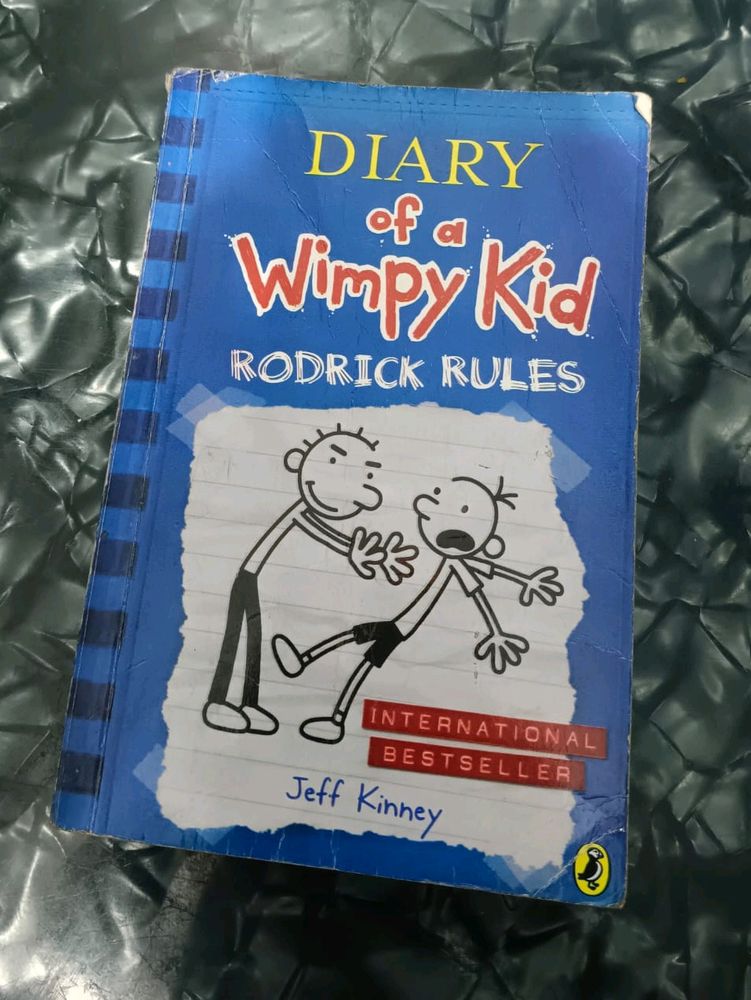 DIARY
of a
Wimpy Kid
RODRICK RULES
INTERNATIONAL
BESTSELLER
Jeff Kinney